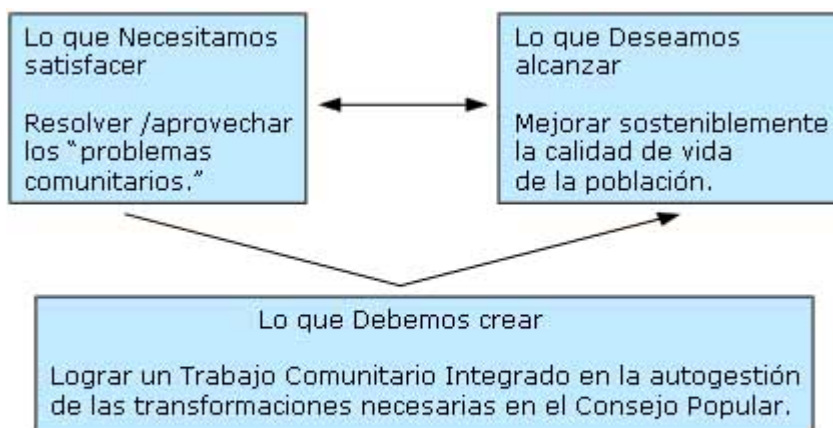 Lo que Necesitamos
satisfacer
Resolver /aprovechar
los “problemas
comunitarios.”
Lo que Deseamos
alcanzar
Mejorar sosteniblemente
la calidad de vida
de la población.
Lo que Debemos crear
Lograr un Trabajo Comunitario Integrado en la autogestión
de las transformaciones necesarias en el Consejo Popular.